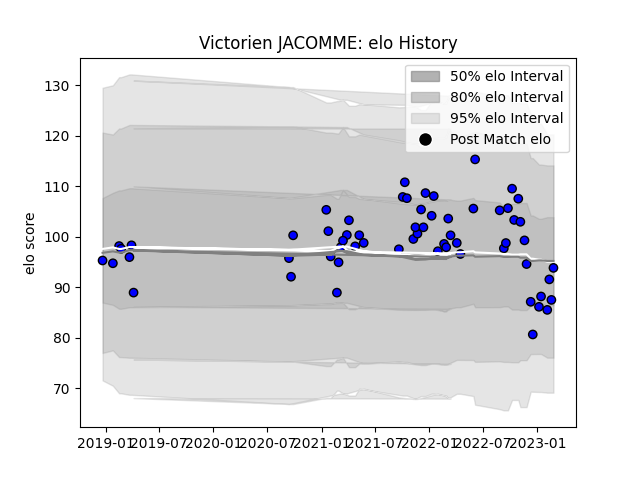 Victorien JACOMME: elo History
50% elo Interval
80% elo Interval
95% elo Interval
Post Match elo
elo score
130
120
110
100
90
80
70
2019-01 2019-07 2020-01 2020-07 2021-01 2021-07 2022-01 2022-07 2023-01